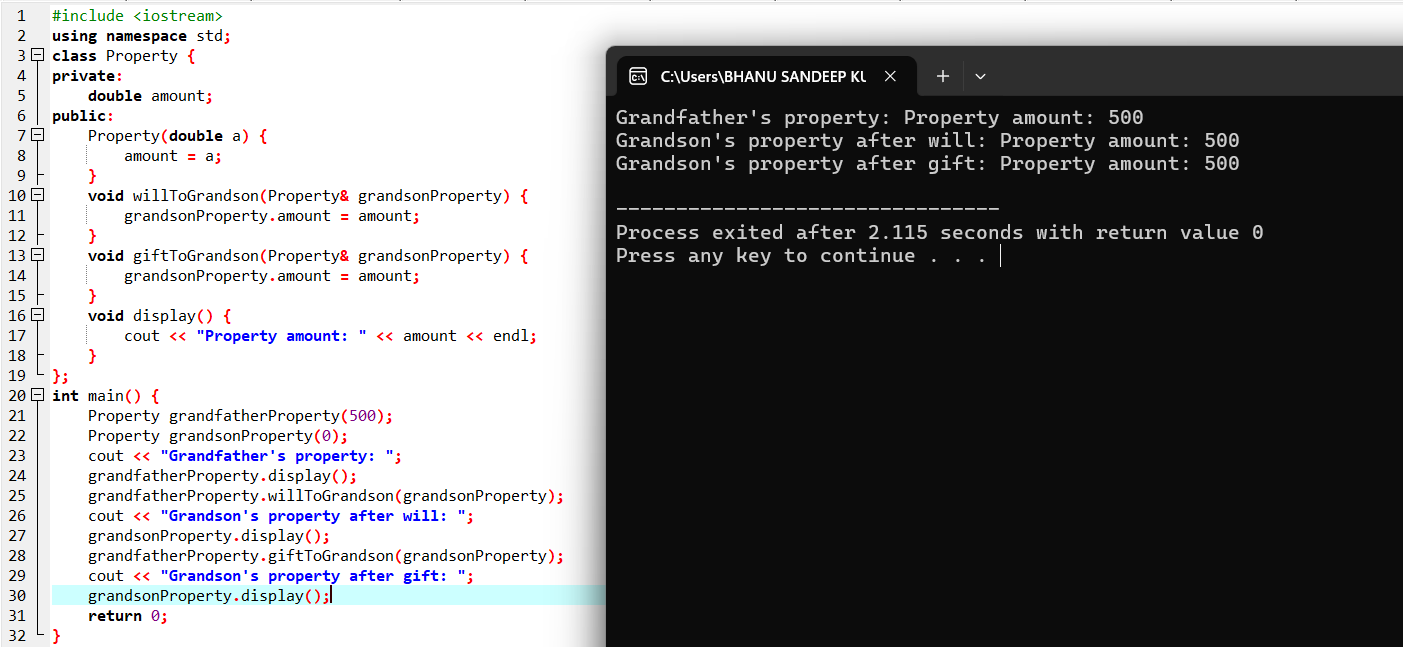 1 #include <iostream>
2 using namespace std;
3 class Property {
4 private:
5     double amount;
6 public:
7     Property(double a) {
8         amount = a;
9     }
10     void willToGrandson(Property& grandsonProperty) {
11         grandsonProperty.amount = amount;
12     }
13     void giftToGrandson(Property& grandsonProperty) {
14         grandsonProperty.amount = amount;
15     }
16     void display() {
17         cout << "Property amount: " << amount << endl;
18     }
19 };
20 int main() {
21     Property grandfatherProperty(500);
22     Property grandsonProperty(0);
23     cout << "Grandfather's property: ";
24     grandfatherProperty.display();
25     grandfatherProperty.willToGrandson(grandsonProperty);
26     cout << "Grandson's property after will: ";
27     grandsonProperty.display();
28     grandfatherProperty.giftToGrandson(grandsonProperty);
29     cout << "Grandson's property after gift: ";
30     grandsonProperty.display();
31     return 0;
32 }
C:\Users\BHANU SANDEEP KU
Grandfather's property: Property amount: 500
Grandson's property after will: Property amount: 500
Grandson's property after gift: Property amount: 500
--------------------------------
Process exited after 2.115 seconds with return value 0
Press any key to continue . . .